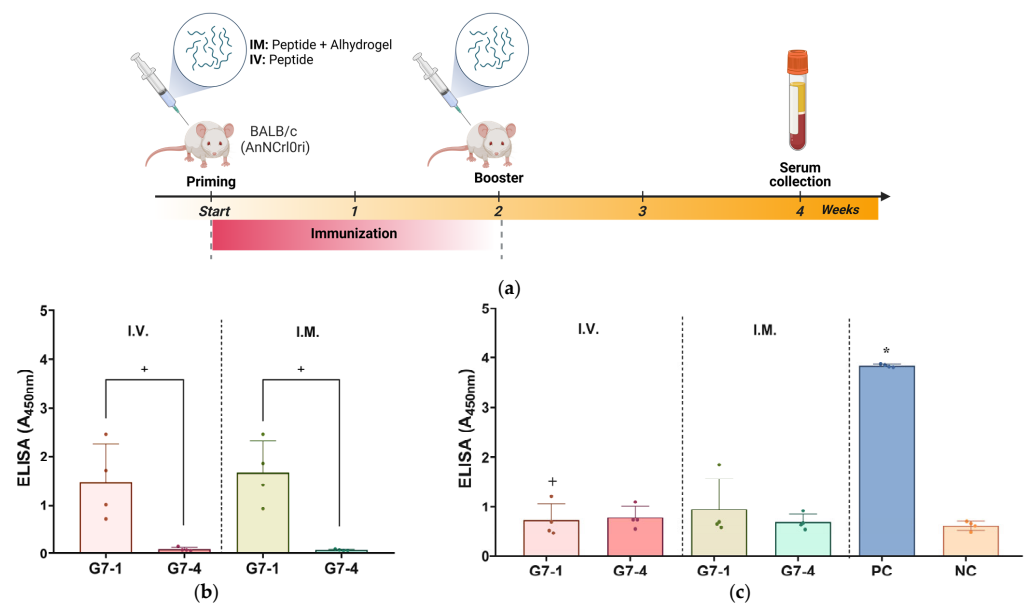 IM: Peptide + Alhydrogel
IV: Peptide
BALB/c
(AnNCrl0ri)
Priming
Booster
Serum
collection
Start
1
2
3
4
Weeks
Immunization
(a)
5
4
3
2
1
0
ELISA (A450nm)
I.V.
I.M.
+
+
G7-1
G7-4
G7-1
G7-4
(b)
5
4
3
2
1
0
ELISA (A450nm)
I.V.
I.M.
+
*
G7-1
G7-4
G7-1
G7-4
PC
NC
(c)